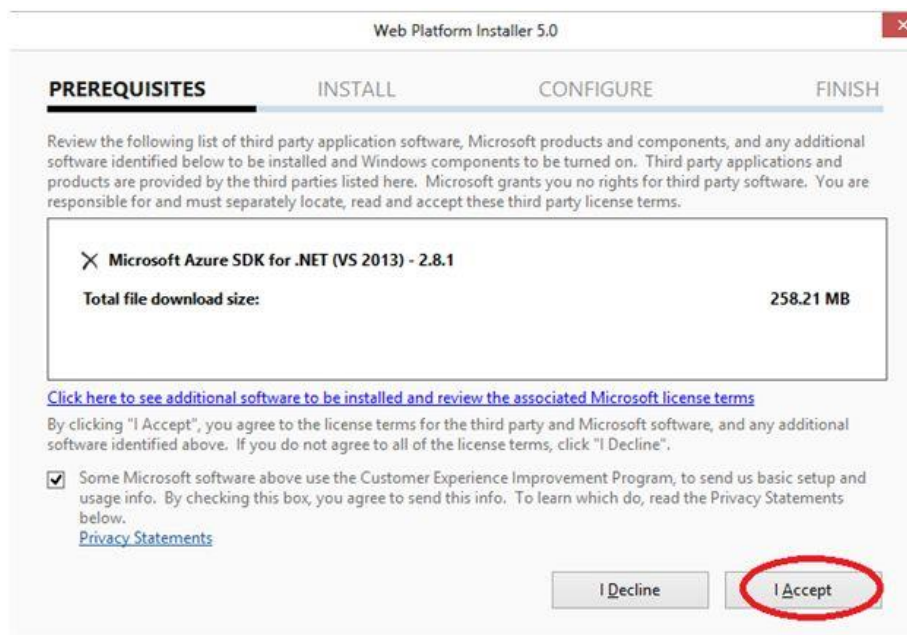 Web Platform Installer 5.0
PREREQUISITES INSTALL CONFIGURE FINISH
Review the following list of third party application software, Microsoft products and components, and any additional
software identified below to be installed and Windows components to be turned on. Third party applications and
products are provided by the third parties listed here. Microsoft grants you no rights for third party software. You are
responsible for and must separately locate, read and accept these third party license terms.
Microsoft Azure SDK for .NET (VS 2013) - 2.8.1
Total file download size: 258.21 MB
Click here to see additional software to be installed and review the associated Microsoft license terms
By clicking "I Accept", you agree to the license terms for the third party and Microsoft software, and any additional
software identified above. If you do not agree to all of the license terms, click "I Decline".
Some Microsoft software above use the Customer Experience Improvement Program, to send us basic setup and
usage info. By checking this box, you agree to send this info. To learn which do, read the Privacy Statements
below.
Privacy Statements
I Decline I Accept